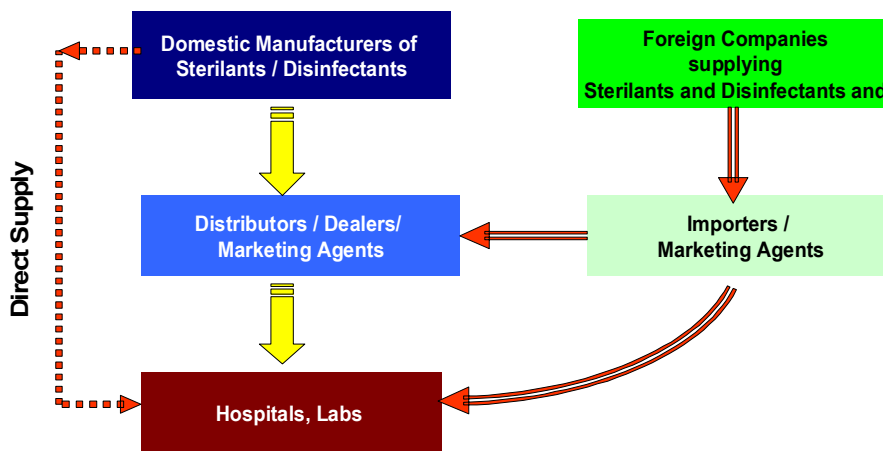 Domestic Manufacturers of
Sterilants / Disinfectants
Foreign Companies
supplying
Sterilants and Disinfectants and
Direct Supply
Distributors / Dealers/
Marketing Agents
Importers /
Marketing Agents
Hospitals, Labs